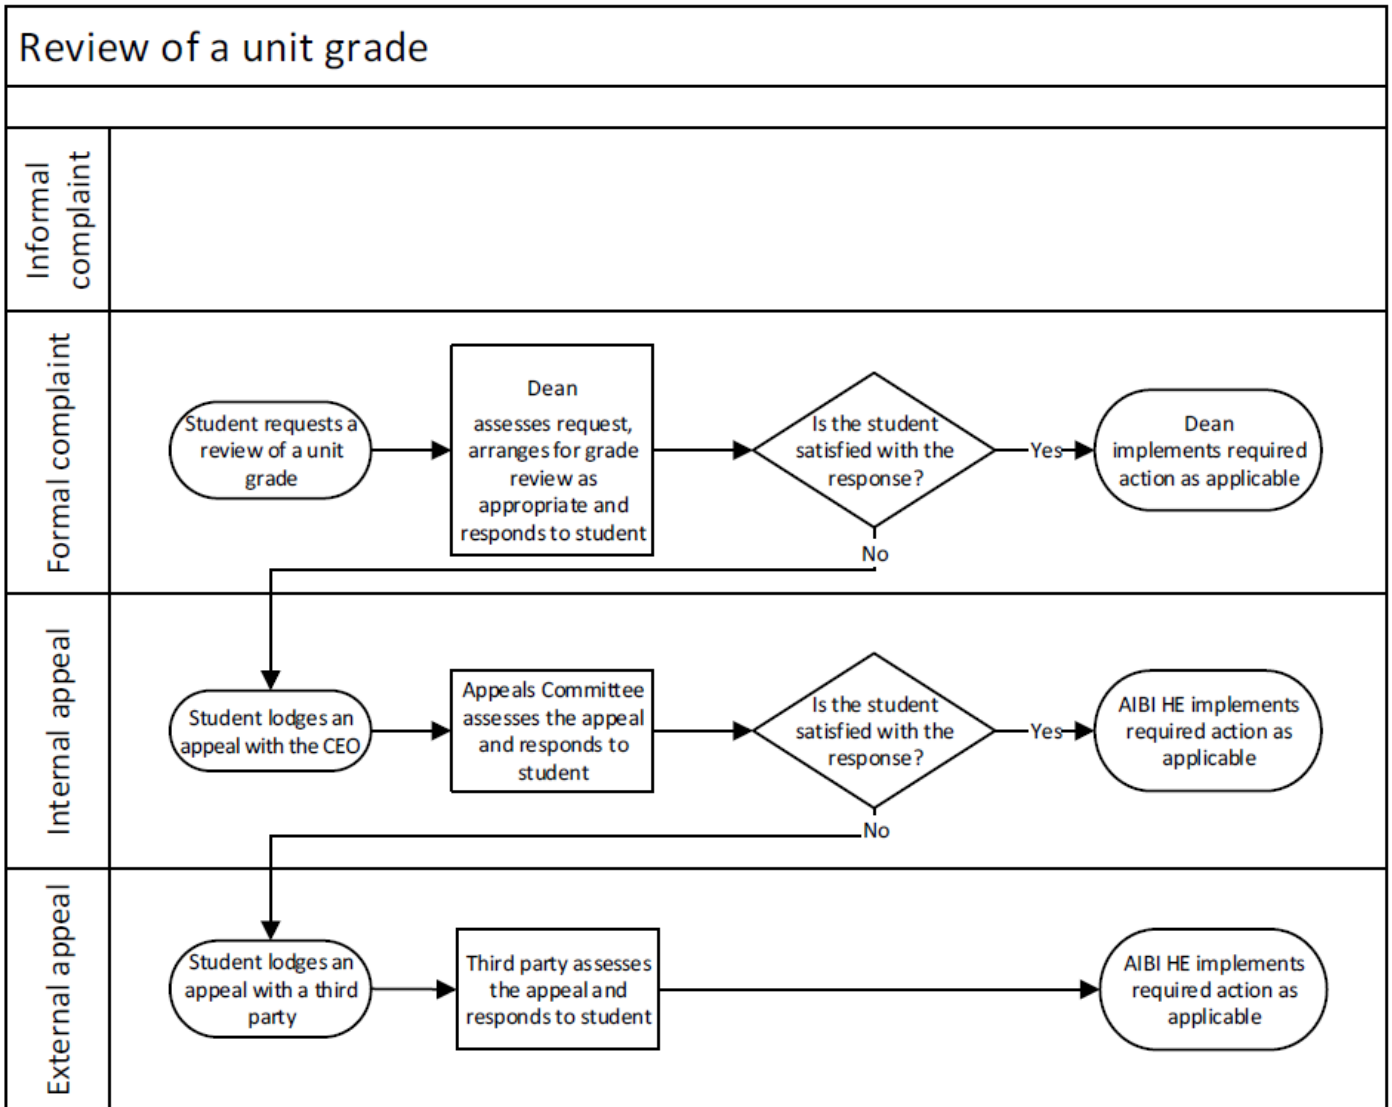 Review of a unit grade
Informal
complaint
Formal complaint
Student requests a
review of a unit
grade
Dean
assesses request,
arranges for grade
review as
appropriate and
responds to student
Is the student
satisfied with the
response?
Yes
Dean
implements required
action as applicable
No
Internal appeal
Student lodges an
appeal with the CEO
Appeals Committee
assesses the appeal
and responds to
student
Is the student
satisfied with the
response?
Yes
AIBI HE implements
required action as
applicable
No
External appeal
Student lodges an
appeal with a third
party
Third party assesses
the appeal and
responds to student
AIBI HE implements
required action as
applicable